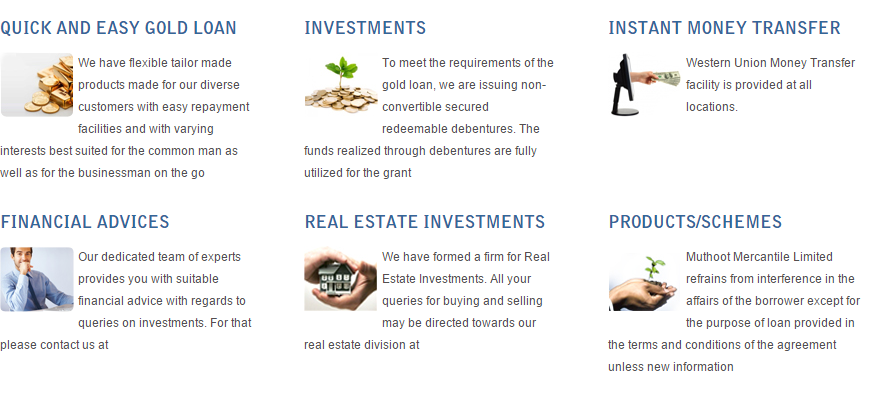 QUICK AND EASY GOLD LOAN
We have flexible tailor made
products made for our diverse
customers with easy repayment
facilities and with varying
interests best suited for the common man as
well as for the businessman on the go
INVESTMENTS
To meet the requirements of the
gold loan, we are issuing non-
convertible secured
redeemable debentures. The
funds realized through debentures are fully
utilized for the grant
INSTANT MONEY TRANSFER
Western Union Money Transfer
facility is provided at all
locations.
FINANCIAL ADVICES
Our dedicated team of experts
provides you with suitable
financial advice with regards to
queries on investments. For that
please contact us at
REAL ESTATE INVESTMENTS
We have formed a firm for Real
Estate Investments. All your
queries for buying and selling
may be directed towards our
real estate division at
PRODUCTS/SCHEMES
Muthoot Mercantile Limited
refrains from interference in the
affairs of the borrower except for
the purpose of loan provided in
the terms and conditions of the agreement
unless new information